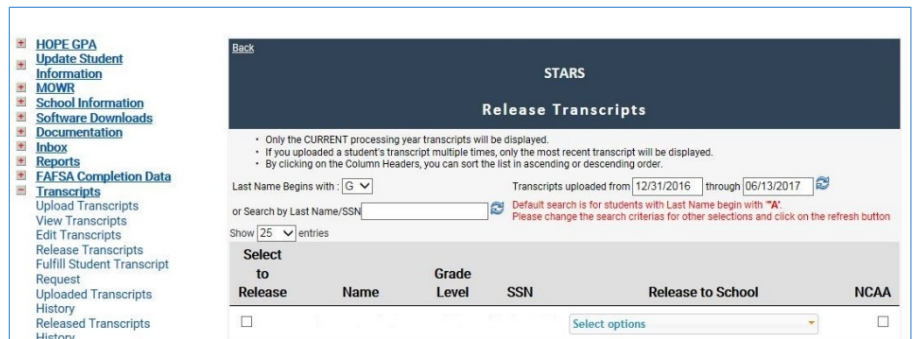 HOPE GPA
Update Student
Information
MOWR
School Information
Software Downloads
Documentation
Inbox
Reports
FAFSA Completion Data
Transcripts
Upload Transcripts
View Transcripts
Edit Transcripts
Release Transcripts
Fulfill Student Transcript
Request
Uploaded Transcripts
History
Released Transcripts
History
Back
STARS
Release Transcripts
• Only the CURRENT processing year transcripts will be displayed.
• If you uploaded a student's transcript multiple times, only the most recent transcript will be displayed.
• By clicking on the Column Headers, you can sort the list in ascending or descending order.
Last Name Begins with : G Transcripts uploaded from 12/31/2016 through 06/13/2017
or Search by Last Name/SSN Default search is for students with Last Name begin with "A".
Please change the search criterias for other selections and click on the refresh button
Show 25 entries
Select
to Grade
Release Name Level SSN Release to School NCAA
Select options